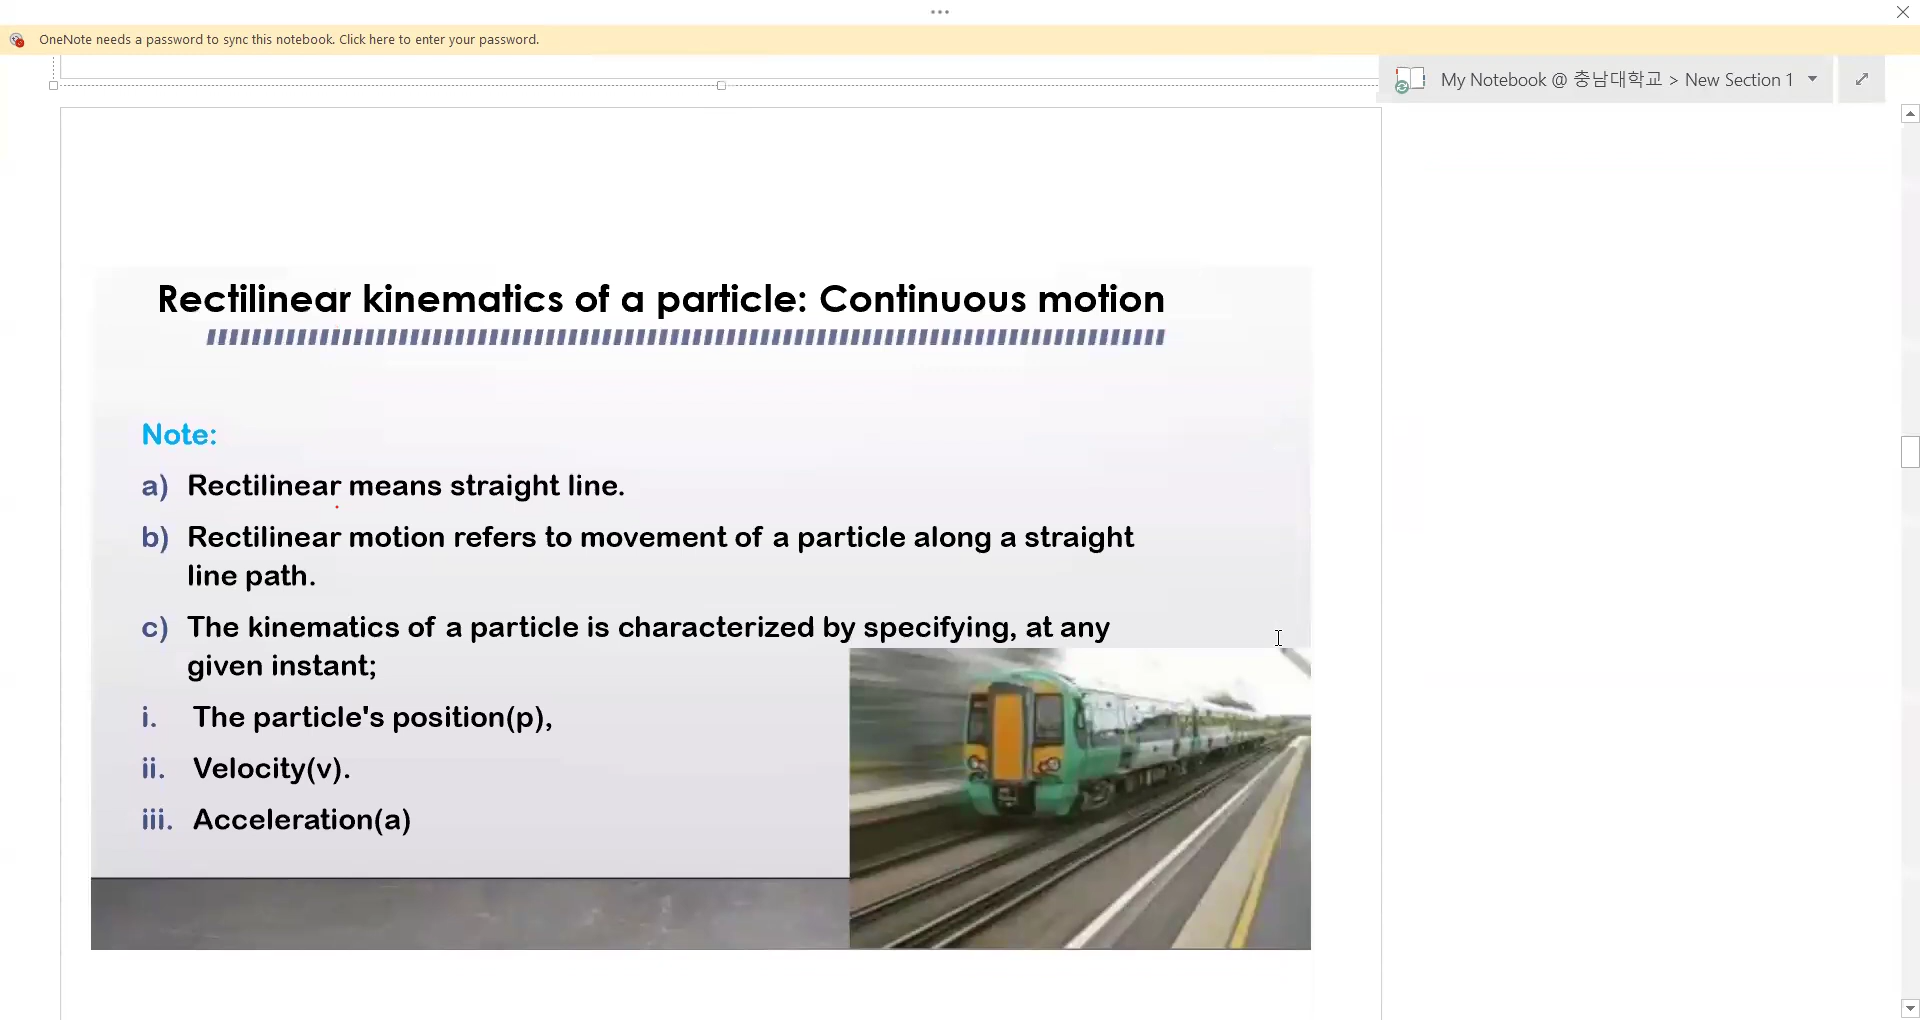 OneNote needs a password to sync this notebook. Click here to enter your password.
My Notebook @ 충남대학교 > New Section 1
Rectilinear kinematics of a particle: Continuous motion
Note:
a) Rectilinear means straight line.
b) Rectilinear motion refers to movement of a particle along a straight
line path.
c) The kinematics of a particle is characterized by specifying, at any
given instant;
i. The particle's position(p),
ii. Velocity(v).
iii. Acceleration(a)